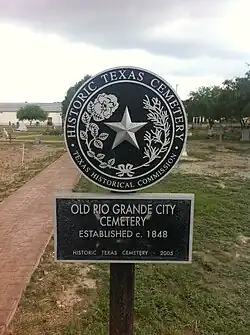 HISTORIC TEXAS CEMETERY
• TEXAS HISTORICAL COMMISSION •
OLD RIO GRANDE CITY
CEMETERY
ESTABLISHED c. 1848
HISTORIC TEXAS CEMETERY - 2005